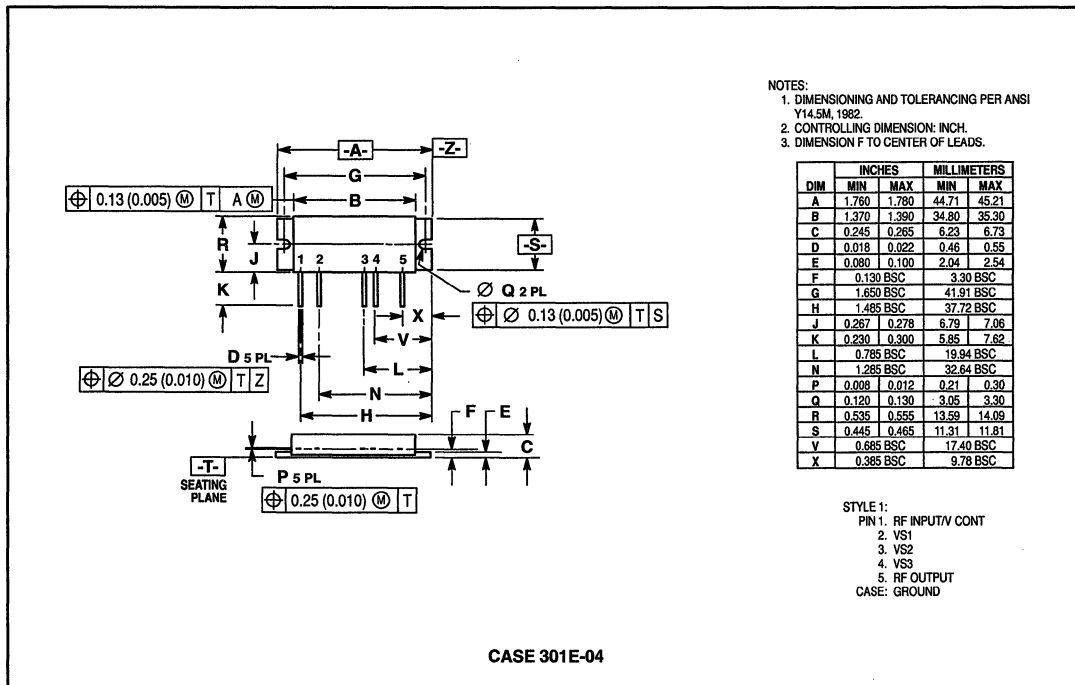 NOTES:
1. DIMENSIONING AND TOLERANCING PER ANSI
Y14.5M, 1982.
2. CONTROLLING DIMENSION: INCH.
3. DIMENSION F TO CENTER OF LEADS.
-A-
-Z-
G
⌖ 0.13 (0.005) Ⓜ T A Ⓜ
B
R
J
K
-S-
1 2 3 4 5
Ø Q 2 PL
⌖ Ø 0.13 (0.005) Ⓜ T S
X
V
D 5 PL
L
⌖ Ø 0.25 (0.010) Ⓜ T Z
N
H
F
E
C
-T-
SEATING
PLANE
P 5 PL
⌖ 0.25 (0.010) Ⓜ T
INCHES MILLIMETERS
DIM MIN MAX MIN MAX
A 1.760 1.780 44.71 45.21
B 1.370 1.390 34.80 35.30
C 0.245 0.265 6.23 6.73
D 0.018 0.022 0.46 0.55
E 0.080 0.100 2.04 2.54
F 0.130 BSC 3.30 BSC
G 1.650 BSC 41.91 BSC
H 1.485 BSC 37.72 BSC
J 0.267 0.278 6.79 7.06
K 0.230 0.300 5.85 7.62
L 0.785 BSC 19.94 BSC
N 1.285 BSC 32.64 BSC
P 0.008 0.012 0.21 0.30
Q 0.120 0.130 3.05 3.30
R 0.535 0.555 13.59 14.09
S 0.445 0.465 11.31 11.81
V 0.685 BSC 17.40 BSC
X 0.385 BSC 9.78 BSC
STYLE 1:
PIN 1. RF INPUT/V CONT
2. VS1
3. VS2
4. VS3
5. RF OUTPUT
CASE: GROUND
CASE 301E-04